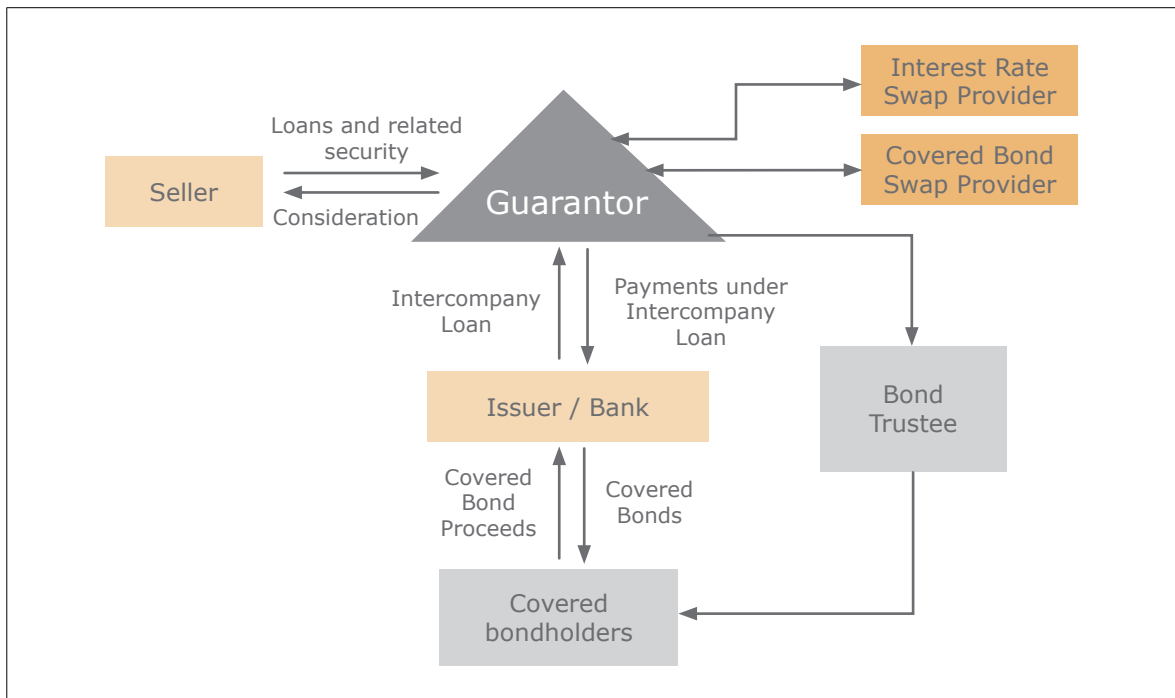 Interest Rate
Swap Provider
Loans and related
security
Covered Bond
Swap Provider
Seller
Guarantor
Consideration
Intercompany
Loan
Payments under
Intercompany
Loan
Issuer / Bank
Bond
Trustee
Covered
Bond
Proceeds
Covered
Bonds
Covered
bondholders